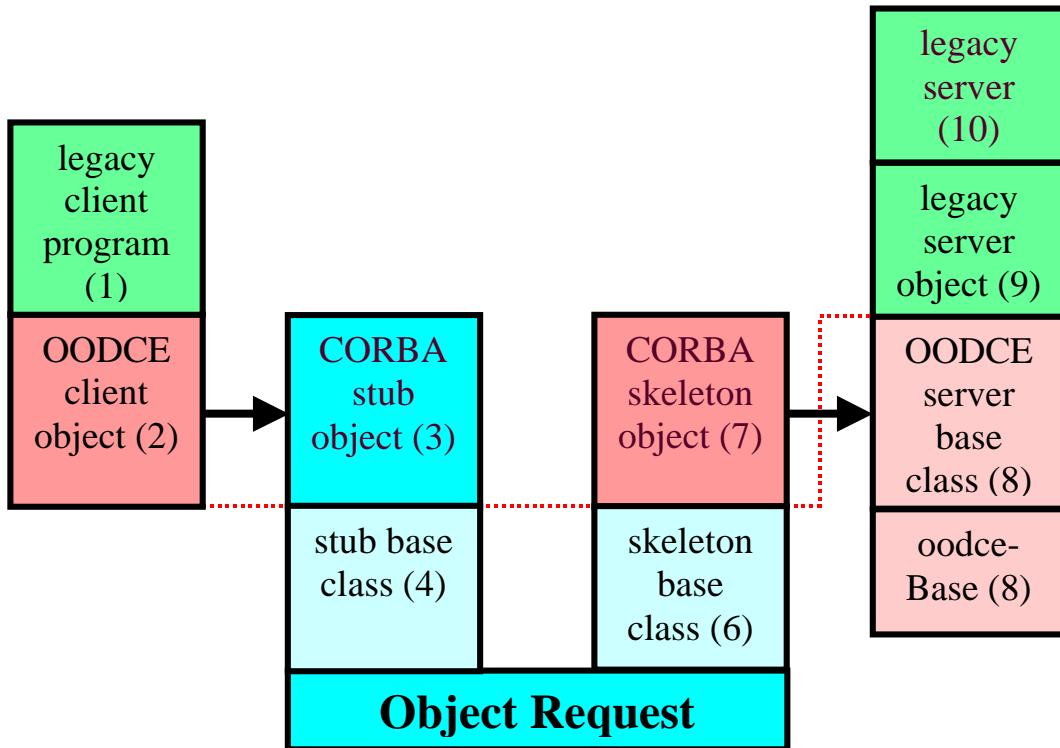 legacy
client
program
(1)
OODCE
client
object (2)
CORBA
stub
object (3)
stub base
class (4)
CORBA
skeleton
object (7)
skeleton
base
class (6)
Object Request
legacy
server
(10)
legacy
server
object (9)
OODCE
server
base
class (8)
oodce-
Base (8)